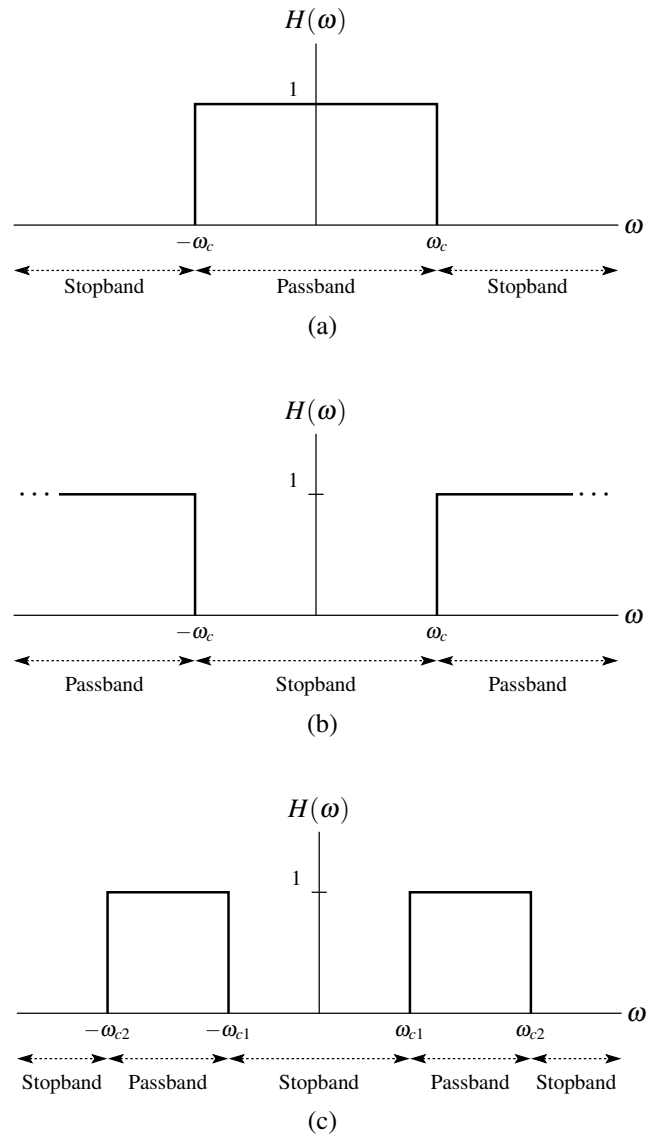 H(ω)
1
−ω_c ω_c ω
Stopband Passband Stopband
(a)
H(ω)
· · · 1 · · ·
−ω_c ω_c ω
Passband Stopband Passband
(b)
H(ω)
1
−ω_c2 −ω_c1 ω_c1 ω_c2 ω
Stopband Passband Stopband Passband Stopband
(c)